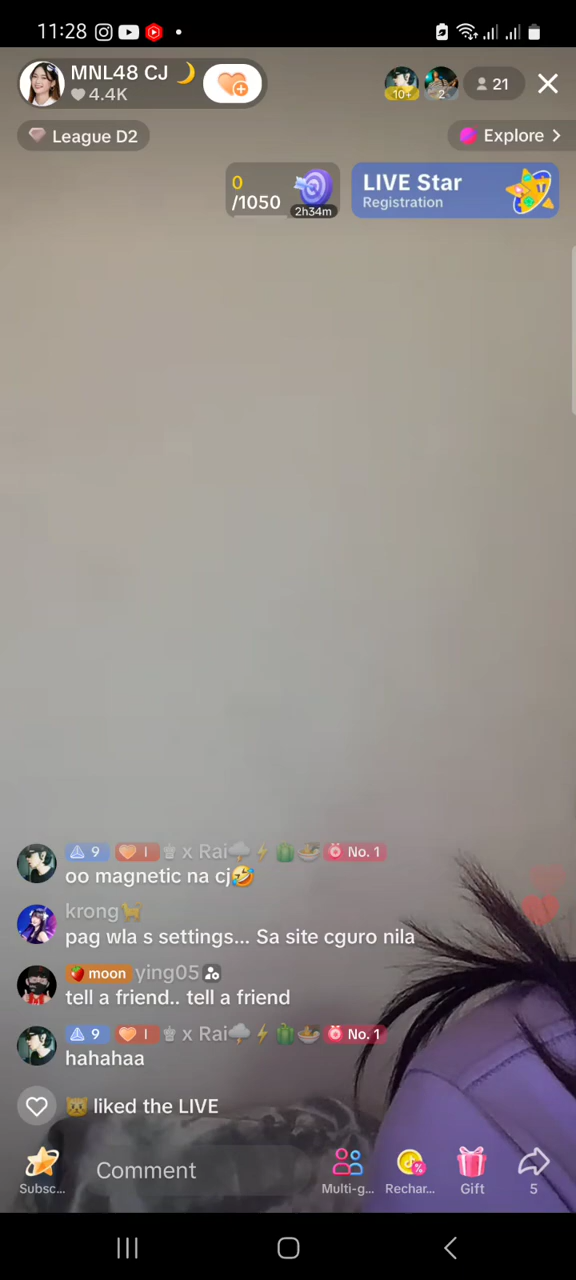 11:28
MNL48 CJ 🌙
4.4K
10+
2
21
League D2
Explore >
0
/1050
2h34m
LIVE Star
Registration
9 I x Rai🌩⚡ No. 1
oo magnetic na cj🤣
krong🐈
pag wla s settings... Sa site cguro nila
moon ying05
tell a friend.. tell a friend
9 I x Rai🌩⚡ No. 1
hahahaa
🐱 liked the LIVE
Comment
Subsc...
Multi-g...
Rechar...
Gift
5